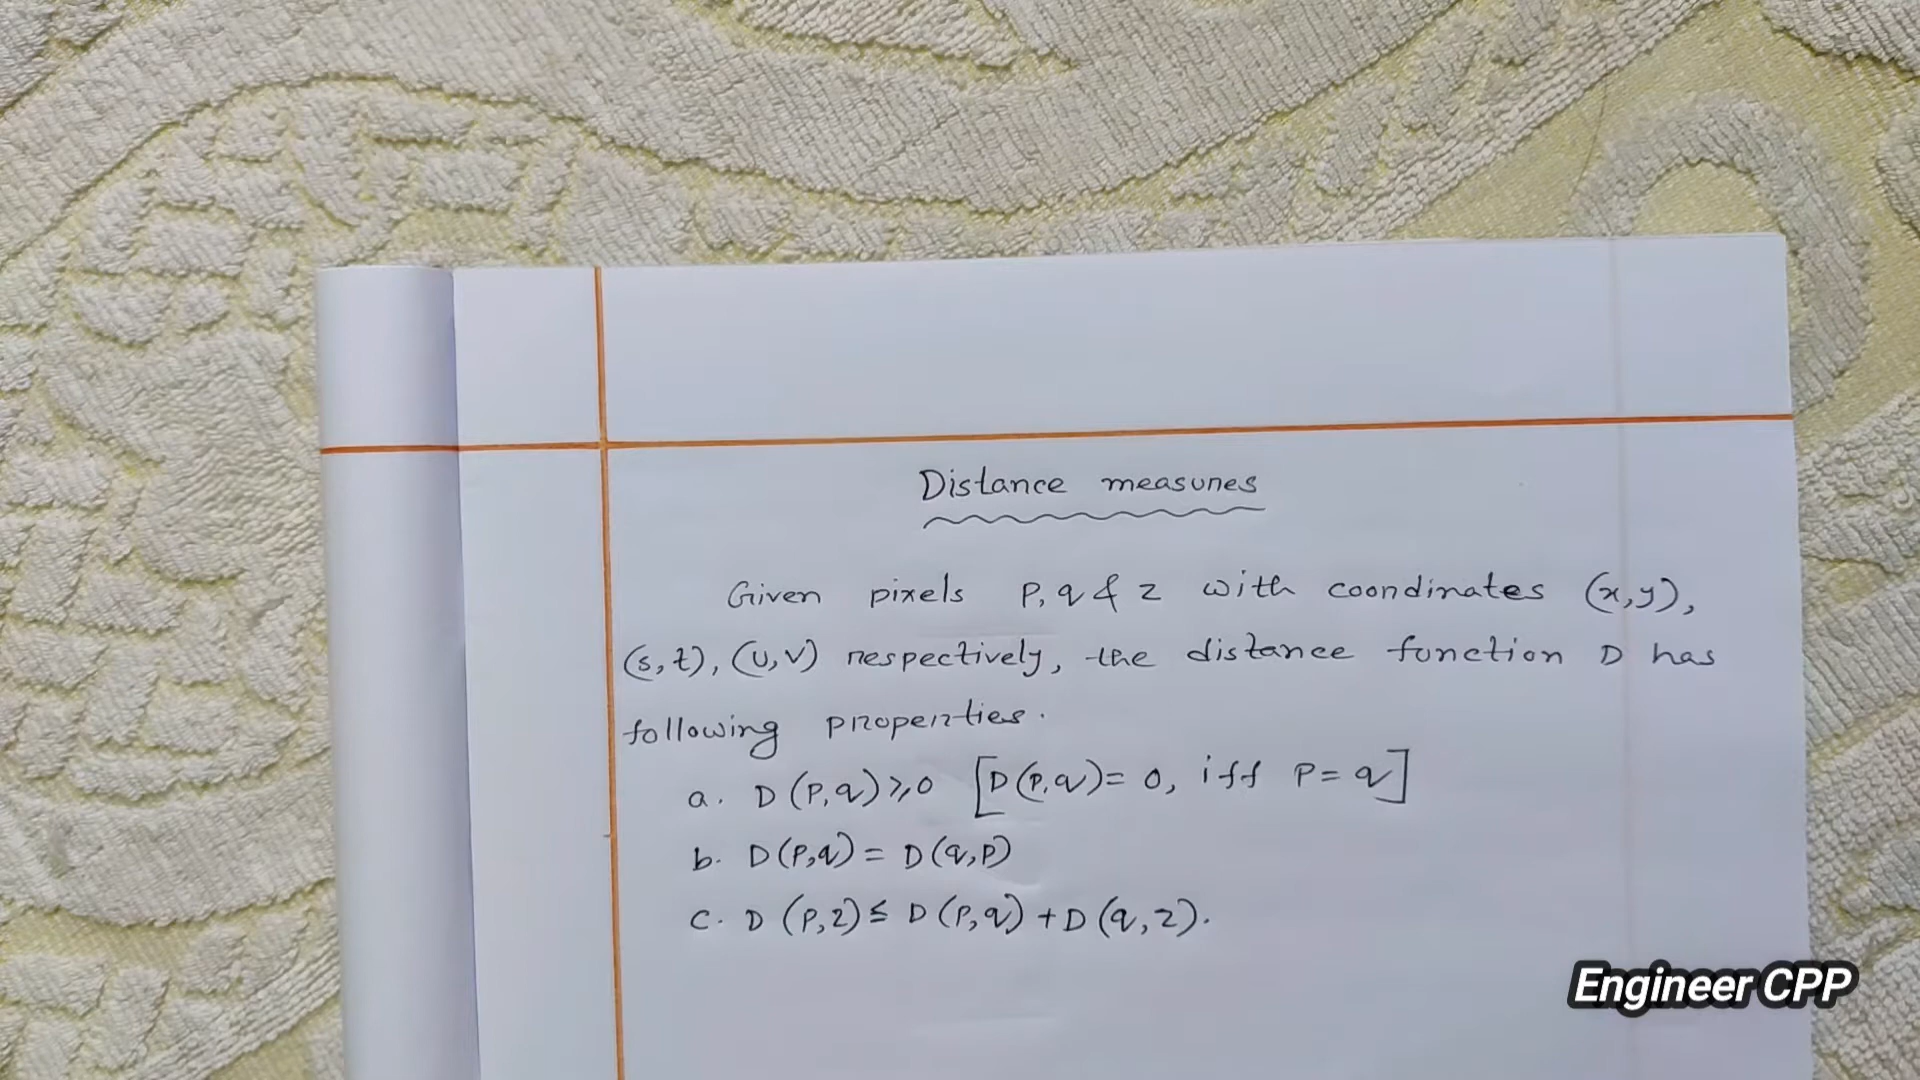 Distance measures
Given pixels p, q & z with coordinates (x,y),
(s,t), (u,v) respectively, the distance function D has
following properties.
a. D (p,q) ≥ 0 [D (p,q) = 0, iff p = q]
b. D (p,q) = D (q,p)
c. D (p,z) ≤ D (p,q) + D (q,z).
Engineer CPP